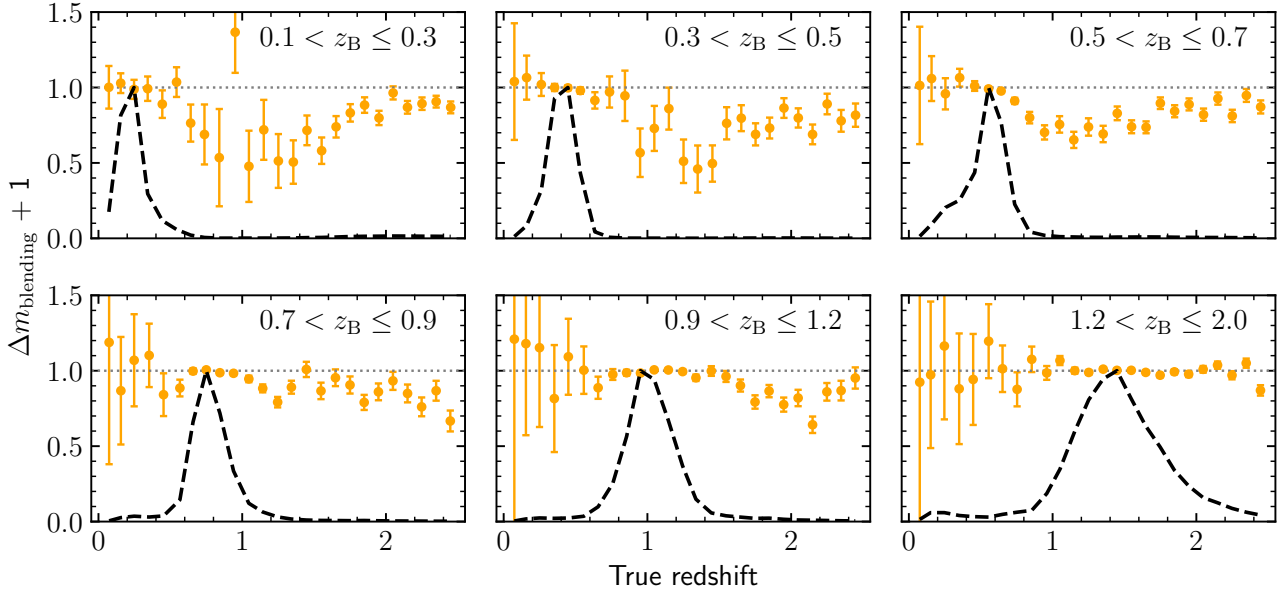 1.5
1.0
0.5
0.0
0.1 < z_B ≤ 0.3
0.3 < z_B ≤ 0.5
0.5 < z_B ≤ 0.7
Δm_blending + 1
1.5
1.0
0.5
0.0
0.7 < z_B ≤ 0.9
0.9 < z_B ≤ 1.2
1.2 < z_B ≤ 2.0
0 1 2 0 1 2 0 1 2
True redshift